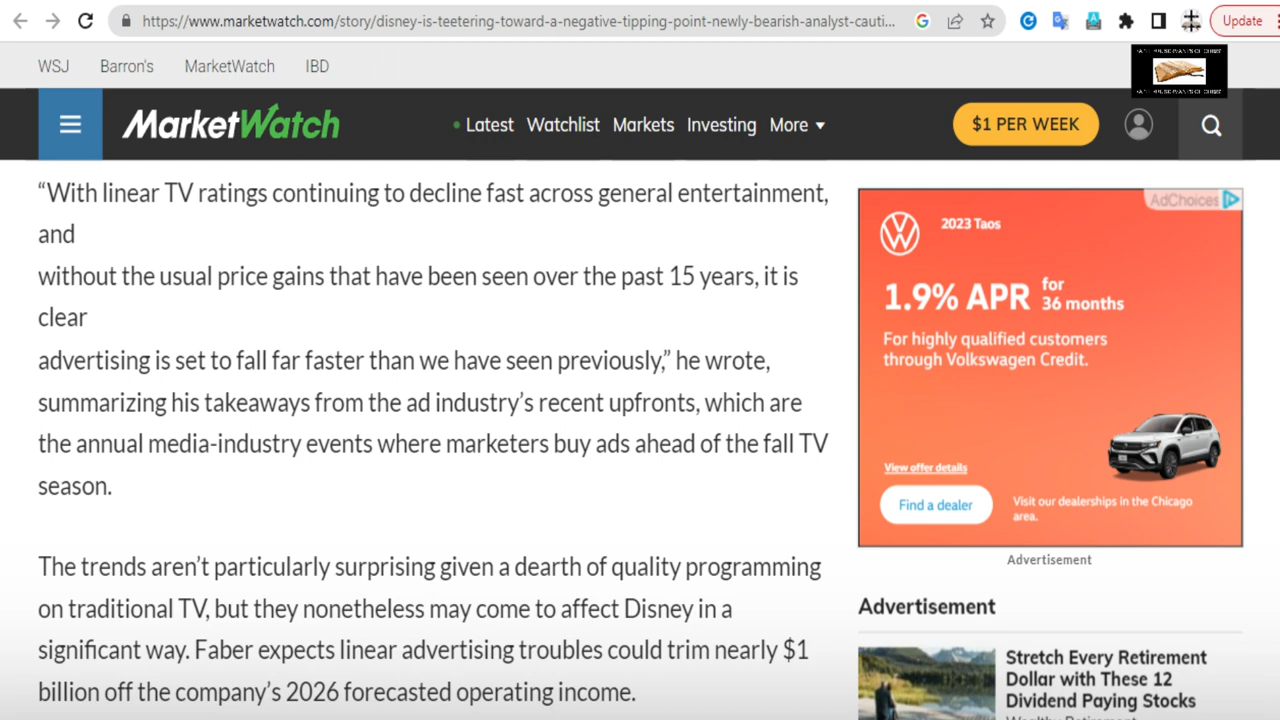 https://www.marketwatch.com/story/disney-is-teetering-toward-a-negative-tipping-point-newly-bearish-analyst-cauti...
Update
WSJ Barron's MarketWatch IBD
MarketWatch
Latest Watchlist Markets Investing More
$1 PER WEEK
“With linear TV ratings continuing to decline fast across general entertainment,
and
without the usual price gains that have been seen over the past 15 years, it is
clear
advertising is set to fall far faster than we have seen previously,” he wrote,
summarizing his takeaways from the ad industry’s recent upfronts, which are
the annual media-industry events where marketers buy ads ahead of the fall TV
season.
The trends aren’t particularly surprising given a dearth of quality programming
on traditional TV, but they nonetheless may come to affect Disney in a
significant way. Faber expects linear advertising troubles could trim nearly $1
billion off the company’s 2026 forecasted operating income.
AdChoices
2023 Taos
1.9% APR for
36 months
For highly qualified customers
through Volkswagen Credit.
View offer details
Find a dealer
Visit our dealerships in the Chicago
area.
Advertisement
Advertisement
Stretch Every Retirement
Dollar with These 12
Dividend Paying Stocks
Wealthy Retirement